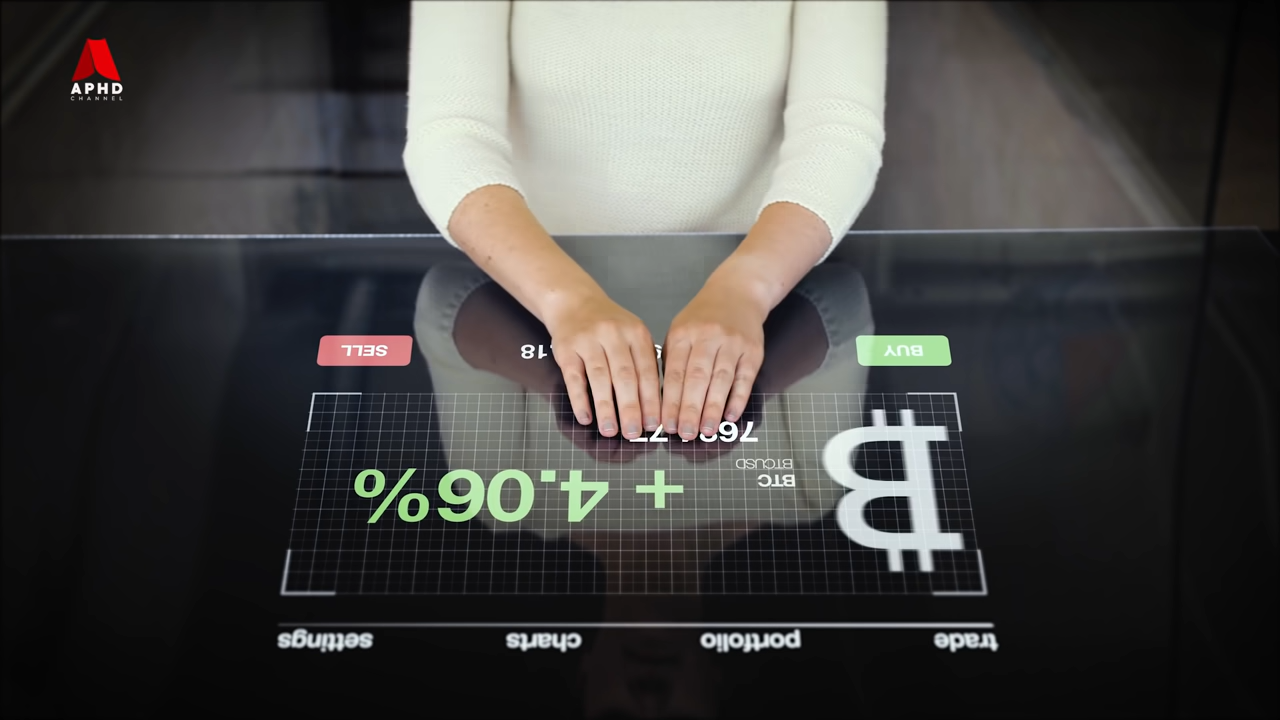 APHD
CHANNEL
trade portfolio charts settings
BTC
BTCUSD
+ 4.06%
BUY
SELL